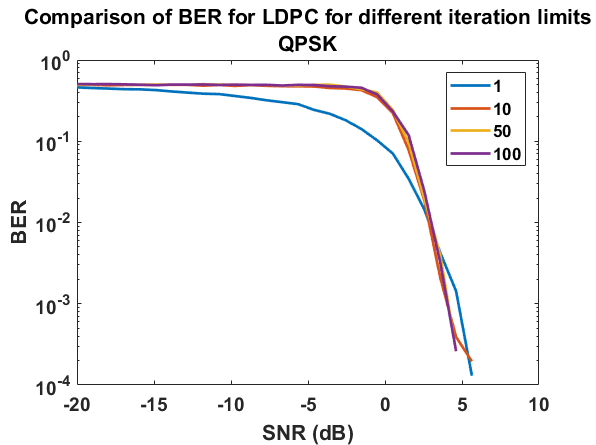 Comparison of BER for LDPC for different iteration limits
QPSK
10^0
10^-1
10^-2
10^-3
10^-4
BER
-20 -15 -10 -5 0 5 10
SNR (dB)
1
10
50
100